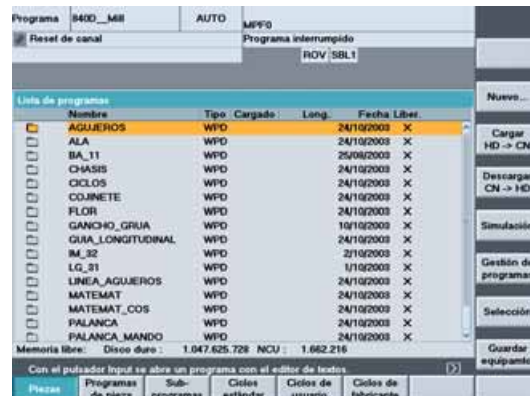 Programa 840D_Mill AUTO MPF0
Reset de canal Programa interrumpido
ROV SBL1
Lista de programas
Nombre Tipo Cargado Long. Fecha Liber.
AGUJEROS WPD 24/10/2003 X
ALA WPD 24/10/2003 X
BA_11 WPD 25/08/2003 X
CHASIS WPD 24/10/2003 X
CICLOS WPD 24/10/2003 X
COJINETE WPD 24/10/2003 X
FLOR WPD 24/10/2003 X
GANCHO_GRUA WPD 10/10/2003 X
GUIA_LONGITUDINAL WPD 24/10/2003 X
IM_32 WPD 2/10/2003 X
LG_31 WPD 1/10/2003 X
LINEA_AGUJEROS WPD 24/10/2003 X
MATEMAT WPD 24/10/2003 X
MATEMAT_COS WPD 24/10/2003 X
PALANCA WPD 24/10/2003 X
PALANCA_MANDO WPD 24/10/2003 X
Memoria libre: Disco duro : 1.047.625.728 NCU : 1.662.216
Con el pulsador Input se abre un programa con el editor de textos
Nuevo...
Cargar
HD -> CN
Descargar
CN -> HD
Simulación
Gestión de
programas
Selección
Guardar
equipamie
Piezas
Programas
de pieza
Sub-
programas
Ciclos
estándar
Ciclos de
usuario
Ciclos de
fabricante